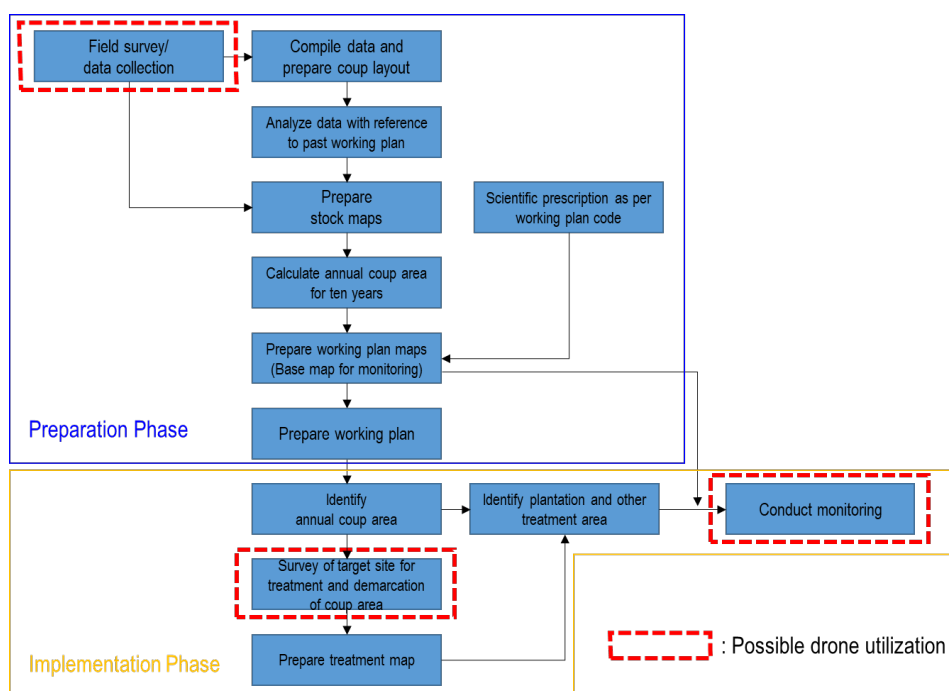 Field survey/
data collection
Compile data and
prepare coup layout
Analyze data with reference
to past working plan
Prepare
stock maps
Scientific prescription as per
working plan code
Calculate annual coup area
for ten years
Prepare working plan maps
(Base map for monitoring)
Preparation Phase
Prepare working plan
Identify
annual coup area
Identify plantation and other
treatment area
Conduct monitoring
Survey of target site for
treatment and demarcation
of coup area
Prepare treatment map
Implementation Phase
: Possible drone utilization